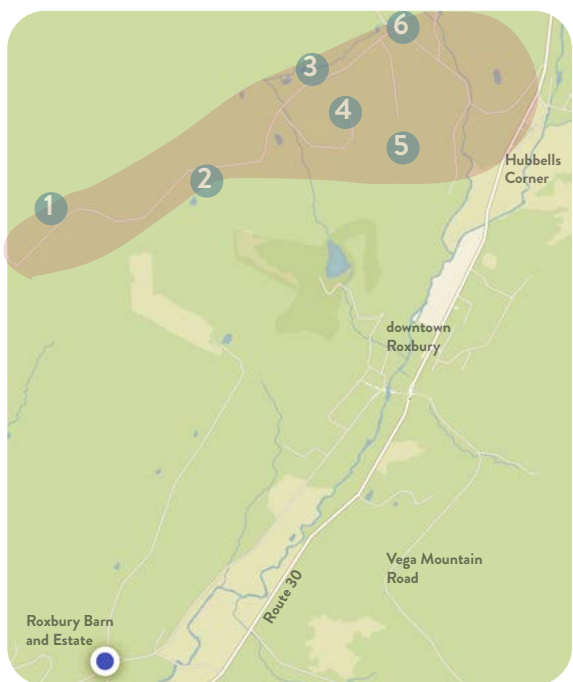 6
3
4
5
Hubbells
Corner
2
1
downtown
Roxbury
Vega Mountain
Road
Route 30
Roxbury Barn
and Estate